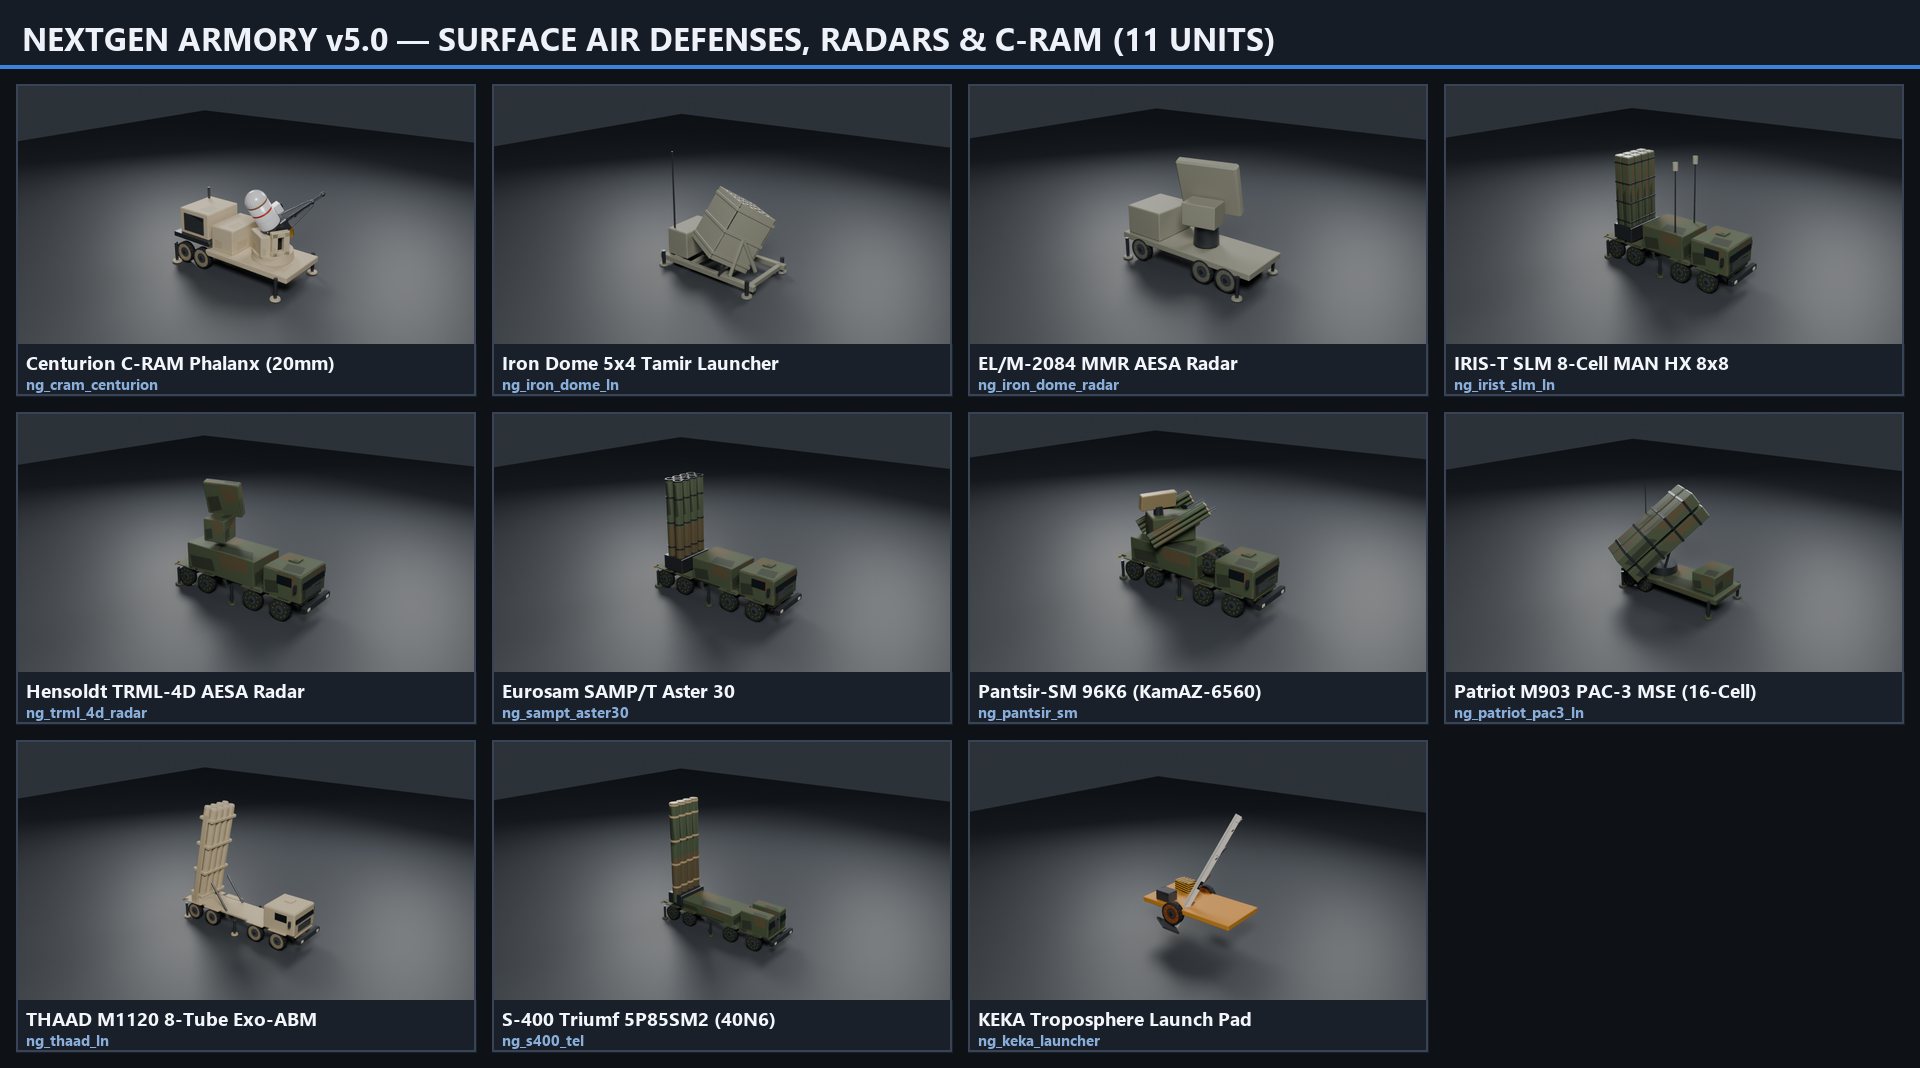 NEXTGEN ARMORY v5.0 — SURFACE AIR DEFENSES, RADARS & C-RAM (11 UNITS)
Centurion C-RAM Phalanx (20mm)
ng_cram_centurion
Iron Dome 5x4 Tamir Launcher
ng_iron_dome_ln
EL/M-2084 MMR AESA Radar
ng_iron_dome_radar
IRIS-T SLM 8-Cell MAN HX 8x8
ng_irist_slm_ln
Hensoldt TRML-4D AESA Radar
ng_trml_4d_radar
Eurosam SAMP/T Aster 30
ng_sampt_aster30
Pantsir-SM 96K6 (KamAZ-6560)
ng_pantsir_sm
Patriot M903 PAC-3 MSE (16-Cell)
ng_patriot_pac3_ln
THAAD M1120 8-Tube Exo-ABM
ng_thaad_ln
S-400 Triumf 5P85SM2 (40N6)
ng_s400_tel
KEKA Troposphere Launch Pad
ng_keka_launcher